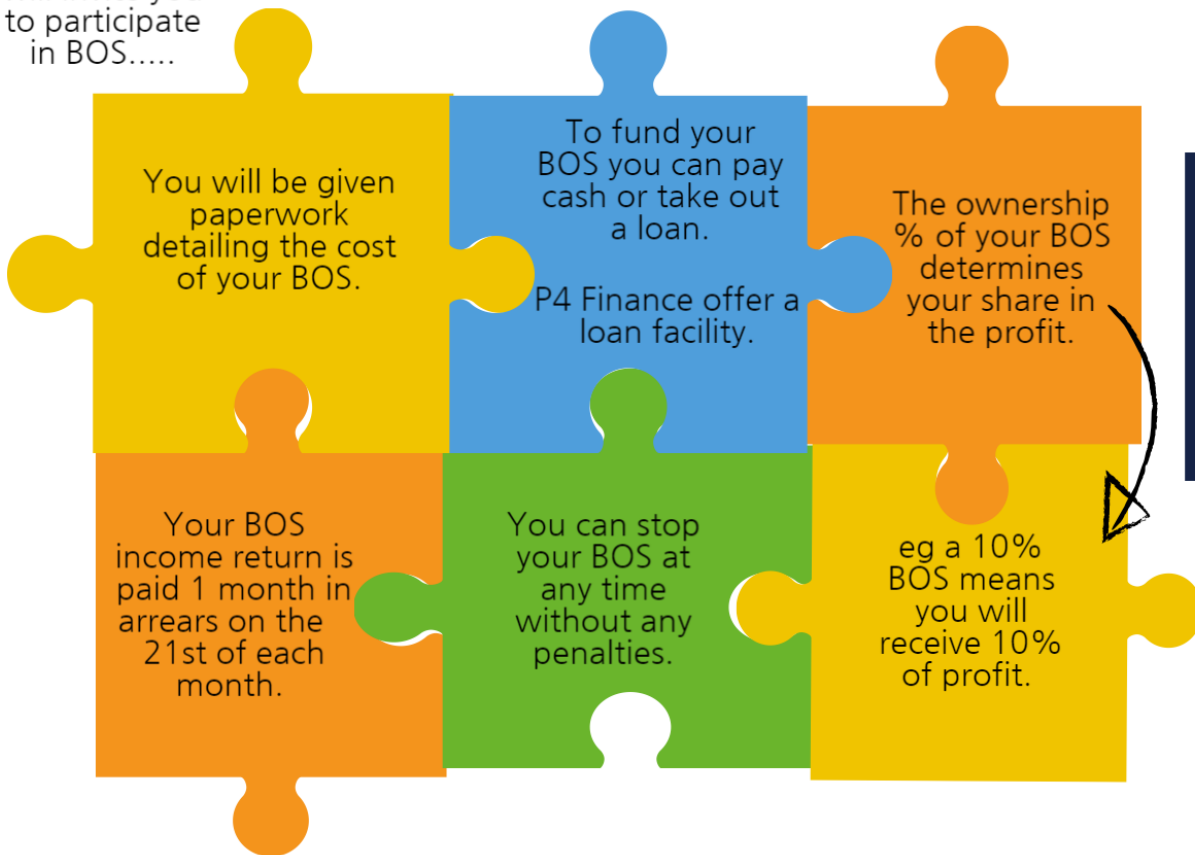 to participate
in BOS.....
You will be given
paperwork
detailing the cost
of your BOS.
To fund your
BOS you can pay
cash or take out
a loan.
P4 Finance offer a
loan facility.
The ownership
% of your BOS
determines
your share in
the profit.
Your BOS
income return is
paid 1 month in
arrears on the
21st of each
month.
You can stop
your BOS at
any time
without any
penalties.
eg a 10%
BOS means
you will
receive 10%
of profit.